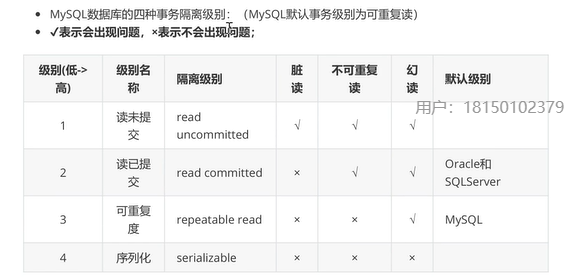 MySQL数据库的四种事务隔离级别：（MySQL默认事务级别为可重复读）
√表示会出现问题，×表示不会出现问题；
级别(低->高) 级别名称 隔离级别 脏读 不可重复读 幻读 默认级别
用户：18150102379
1 读未提交 read uncommitted √ √ √
2 读已提交 read committed × √ √ Oracle和SQLServer
3 可重复度 repeatable read × × √ MySQL
4 序列化 serializable × × ×